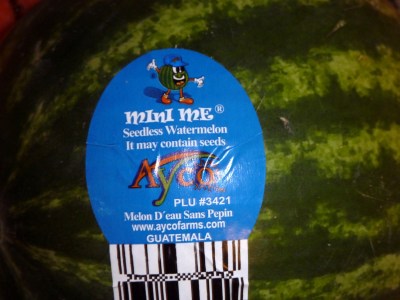 MINI ME®
Seedless Watermelon
It may contain seeds
Ayco
PLU #3421
Melon D'eau Sans Pepin
www.aycofarms.com
GUATEMALA